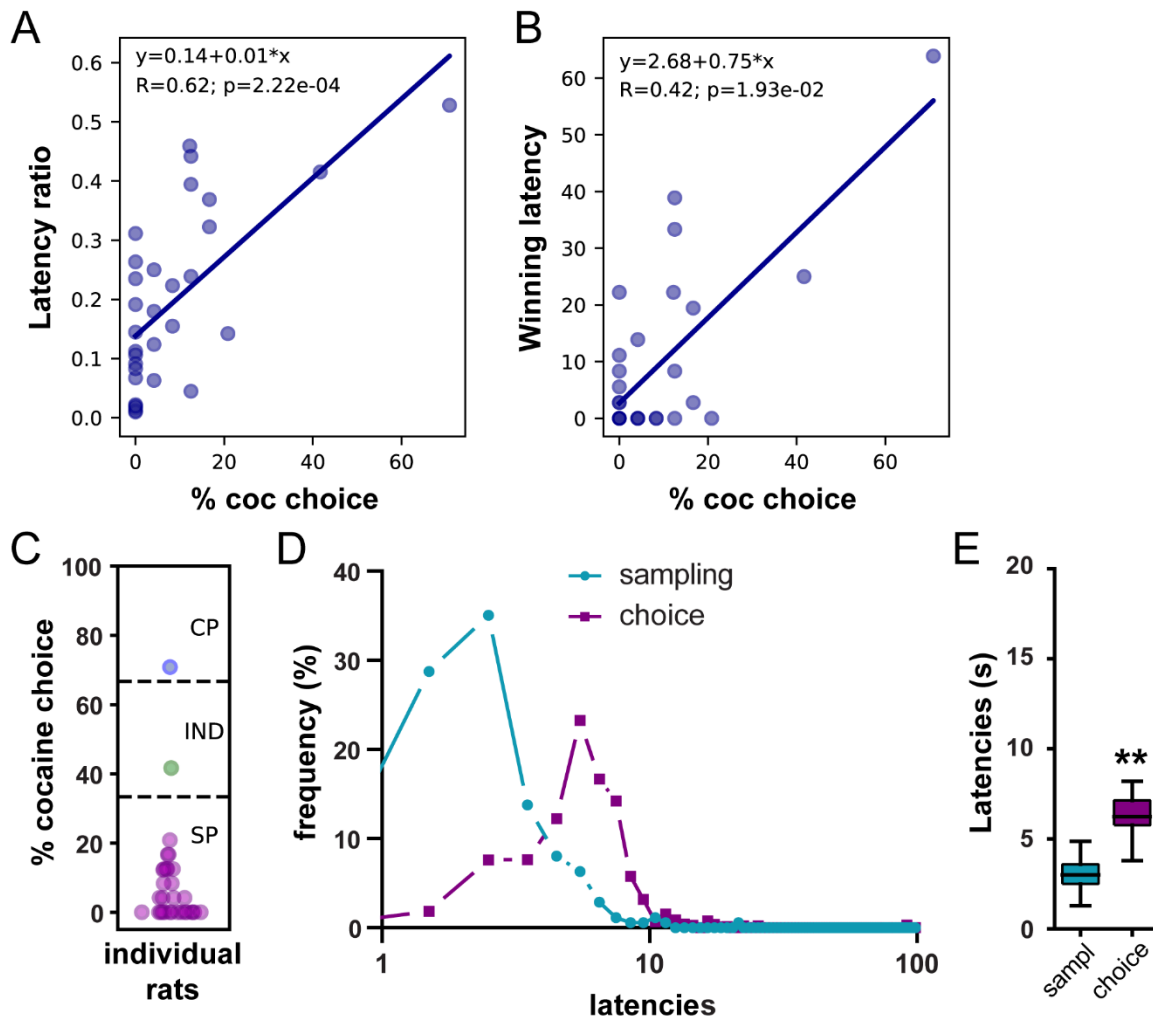 A
y=0.14+0.01*x
R=0.62; p=2.22e-04
0.6
0.5
0.4
0.3
0.2
0.1
0.0
Latency ratio
0
20
40
60
% coc choice
B
y=2.68+0.75*x
R=0.42; p=1.93e-02
60
50
40
30
20
10
0
Winning latency
0
20
40
60
% coc choice
C
100
80
60
40
20
0
% cocaine choice
CP
IND
SP
individual
rats
D
sampling
choice
40
30
20
10
0
frequency (%)
1
10
100
latencies
E
20
15
10
5
0
Latencies (s)
**
sampl
choice